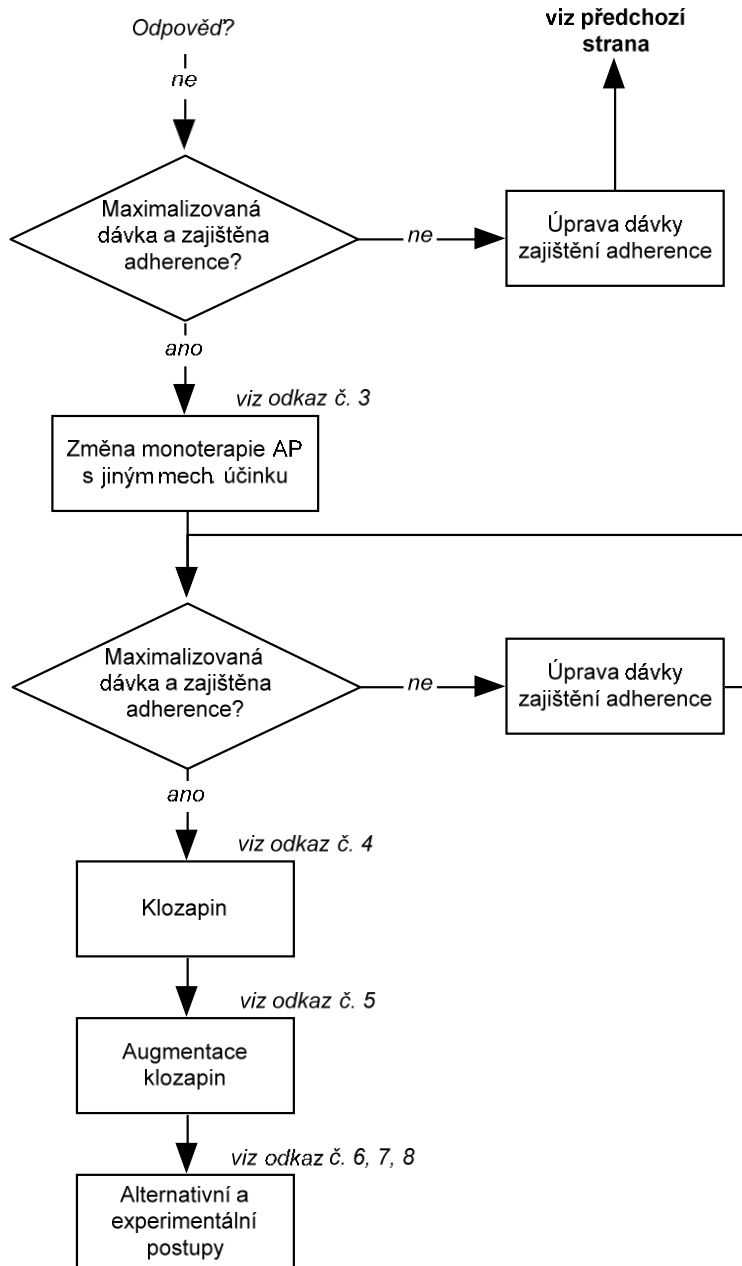 Odpověď?
viz předchozí
strana
ne
Maximalizovaná
dávka a zajištěna
adherence?
ne
Úprava dávky
zajištění adherence
ano
viz odkaz č. 3
Změna monoterapie AP
s jiným mech. účinku
Maximalizovaná
dávka a zajištěna
adherence?
ne
Úprava dávky
zajištění adherence
ano
viz odkaz č. 4
Klozapin
viz odkaz č. 5
Augmentace
klozapin
viz odkaz č. 6, 7, 8
Alternativní a
experimentální
postupy